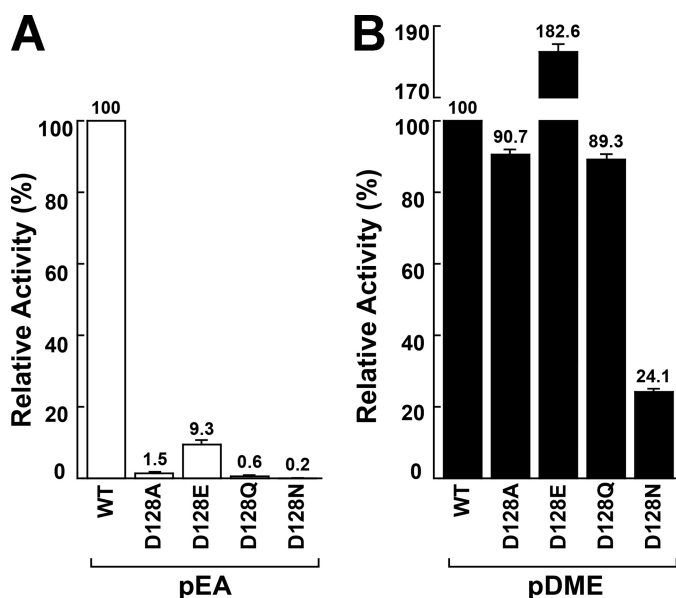 A
Relative Activity (%)
100
80
60
40
20
0
100
1.5
9.3
0.6
0.2
WT
D128A
D128E
D128Q
D128N
pEA
B
Relative Activity (%)
190
170
100
80
60
40
20
0
100
90.7
182.6
89.3
24.1
WT
D128A
D128E
D128Q
D128N
pDME